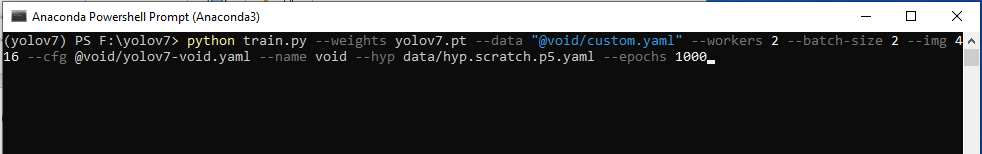 Anaconda Powershell Prompt (Anaconda3)
(yolov7) PS F:\yolov7> python train.py --weights yolov7.pt --data "@void/custom.yaml" --workers 2 --batch-size 2 --img 4
16 --cfg @void/yolov7-void.yaml --name void --hyp data/hyp.scratch.p5.yaml --epochs 1000